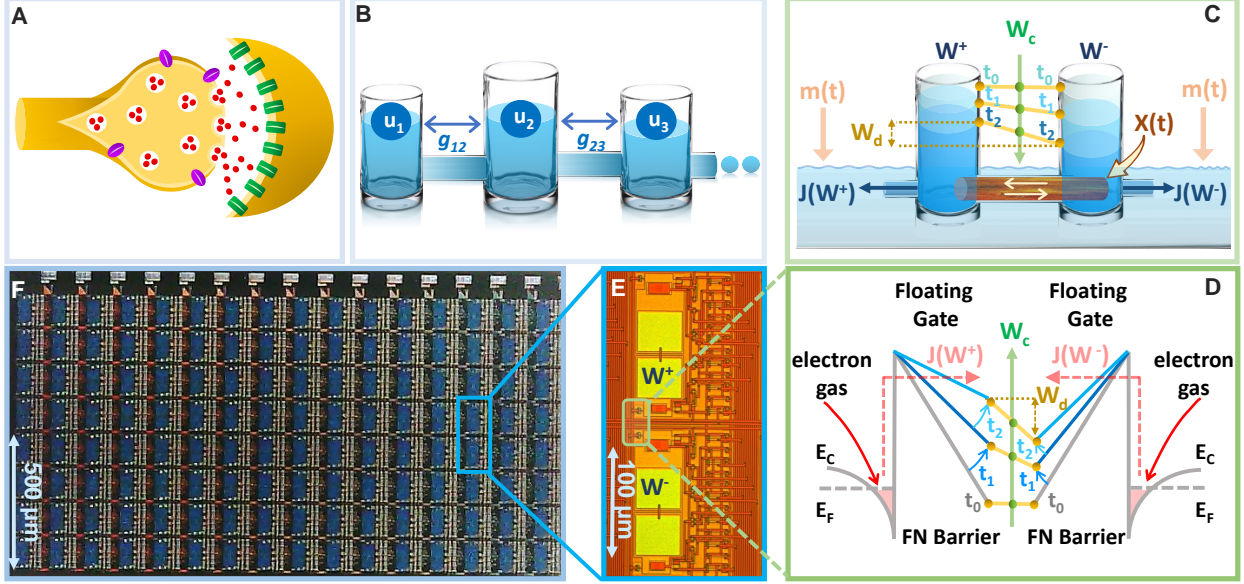 A
B
u1
u2
u3
g12
g23
C
Wc
W+
W-
t0
t0
t1
t1
t2
t2
m(t)
m(t)
Wd
X(t)
J(W+)
J(W-)
F
500 μm
E
W+
W-
100 μm
D
Floating
Gate
Floating
Gate
Wc
J(W+)
J(W-)
electron
gas
electron
gas
Wd
t2
t2
t1
t1
t0
t0
EC
EC
EF
EF
FN Barrier
FN Barrier